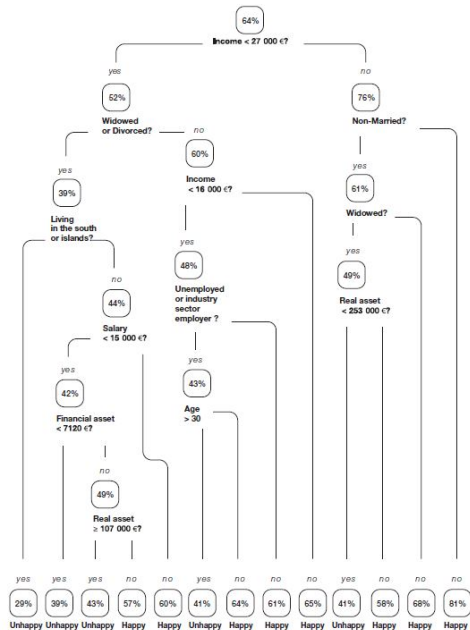 64%
Income < 27 000 €?
yes
no
52%
76%
Widowed
or Divorced?
Non-Married?
no
60%
yes
yes
39%
Income
< 16 000 €?
61%
Living
in the south
or islands?
Widowed?
yes
yes
no
48%
49%
44%
Unemployed
or industry
sector
employer ?
Real asset
< 253 000 €?
Salary
< 15 000 €?
yes
yes
42%
43%
Financial asset
< 7120 €?
Age
> 30
no
49%
Real asset
≥ 107 000 €?
yes yes yes no no yes no no no yes no no no
29% 39% 43% 57% 60% 41% 64% 61% 65% 41% 58% 68% 81%
Unhappy Unhappy Unhappy Happy Happy Unhappy Happy Happy Happy Unhappy Happy Happy Happy